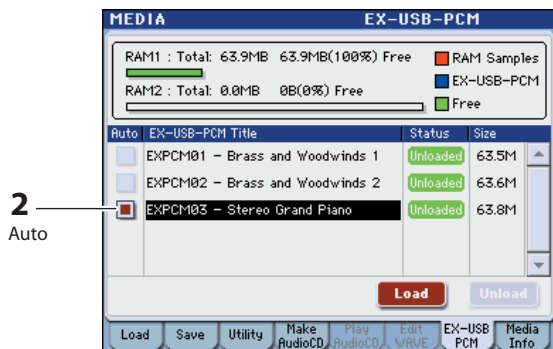 MEDIA EX-USB-PCM
RAM1 : Total: 63.9MB 63.9MB(100%) Free
RAM2 : Total: 0.0MB 0B(0%) Free
RAM Samples
EX-USB-PCM
Free
Auto EX-USB-PCM Title Status Size
EXPCM01 - Brass and Woodwinds 1 Unloaded 63.5M
EXPCM02 - Brass and Woodwinds 2 Unloaded 63.6M
EXPCM03 - Stereo Grand Piano Unloaded 63.8M
2
Auto
Load Unload
Load Save Utility Make AudioCD Play AudioCD Edit WAVE EX-USB PCM Media Info